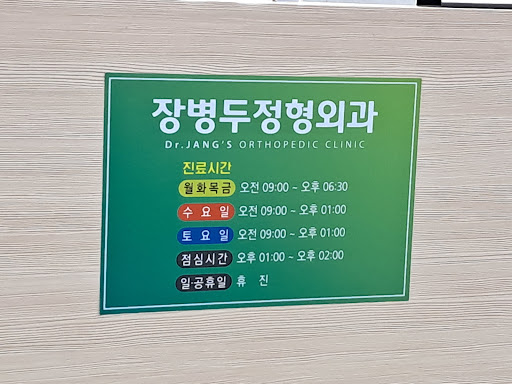 장병두정형외과
Dr.JANG'S ORTHOPEDIC CLINIC
진료시간
월화목금 오전 09:00 ~ 오후 06:30
수요일 오전 09:00 ~ 오후 01:00
토요일 오전 09:00 ~ 오후 01:00
점심시간 오후 01:00 ~ 오후 02:00
일·공휴일 휴 진